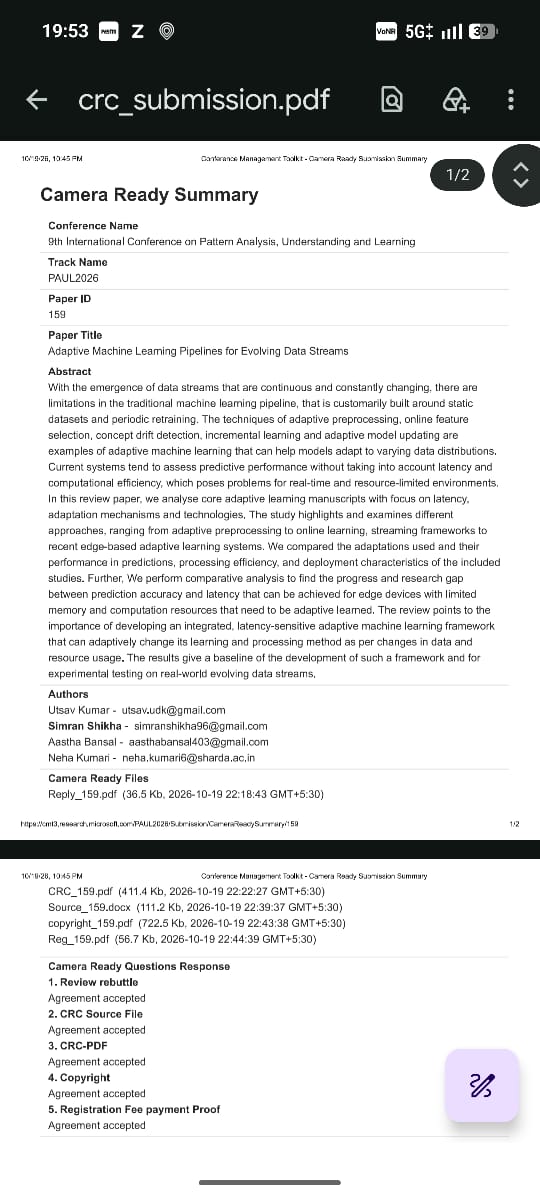 19:53
Z
VoNR 5G 39
crc_submission.pdf
10/19/26, 10:45 PM Conference Management Toolkit - Camera Ready Submission Summary
1/2
Camera Ready Summary
Conference Name
9th International Conference on Pattern Analysis, Understanding and Learning
Track Name
PAUL2026
Paper ID
159
Paper Title
Adaptive Machine Learning Pipelines for Evolving Data Streams
Abstract
With the emergence of data streams that are continuous and constantly changing, there are
limitations in the traditional machine learning pipeline, that is customarily built around static
datasets and periodic retraining. The techniques of adaptive preprocessing, online feature
selection, concept drift detection, incremental learning and adaptive model updating are
examples of adaptive machine learning that can help models adapt to varying data distributions.
Current systems tend to assess predictive performance without taking into account latency and
computational efficiency, which poses problems for real-time and resource-limited environments.
In this review paper, we analyse core adaptive learning manuscripts with focus on latency,
adaptation mechanisms and technologies. The study highlights and examines different
approaches, ranging from adaptive preprocessing to online learning, streaming frameworks to
recent edge-based adaptive learning systems. We compared the adaptations used and their
performance in predictions, processing efficiency, and deployment characteristics of the included
studies. Further, We perform comparative analysis to find the progress and research gap
between prediction accuracy and latency that can be achieved for edge devices with limited
memory and computation resources that need to be adaptive learned. The review points to the
importance of developing an integrated, latency-sensitive adaptive machine learning framework
that can adaptively change its learning and processing method as per changes in data and
resource usage. The results give a baseline of the development of such a framework and for
experimental testing on real-world evolving data streams.
Authors
Utsav Kumar - utsav.udk@gmail.com
Simran Shikha - simranshikha96@gmail.com
Aastha Bansal - aasthabansal403@gmail.com
Neha Kumari - neha.kumari6@sharda.ac.in
Camera Ready Files
Reply_159.pdf (36.5 Kb, 2026-10-19 22:18:43 GMT+5:30)
https://cmt3.research.microsoft.com/PAUL2026/Submission/CameraReadySummary/159 1/2
10/19/26, 10:45 PM Conference Management Toolkit - Camera Ready Submission Summary
CRC_159.pdf (411.4 Kb, 2026-10-19 22:22:27 GMT+5:30)
Source_159.docx (111.2 Kb, 2026-10-19 22:39:37 GMT+5:30)
copyright_159.pdf (722.5 Kb, 2026-10-19 22:43:38 GMT+5:30)
Reg_159.pdf (56.7 Kb, 2026-10-19 22:44:39 GMT+5:30)
Camera Ready Questions Response
1. Review rebuttle
Agreement accepted
2. CRC Source File
Agreement accepted
3. CRC-PDF
Agreement accepted
4. Copyright
Agreement accepted
5. Registration Fee payment Proof
Agreement accepted